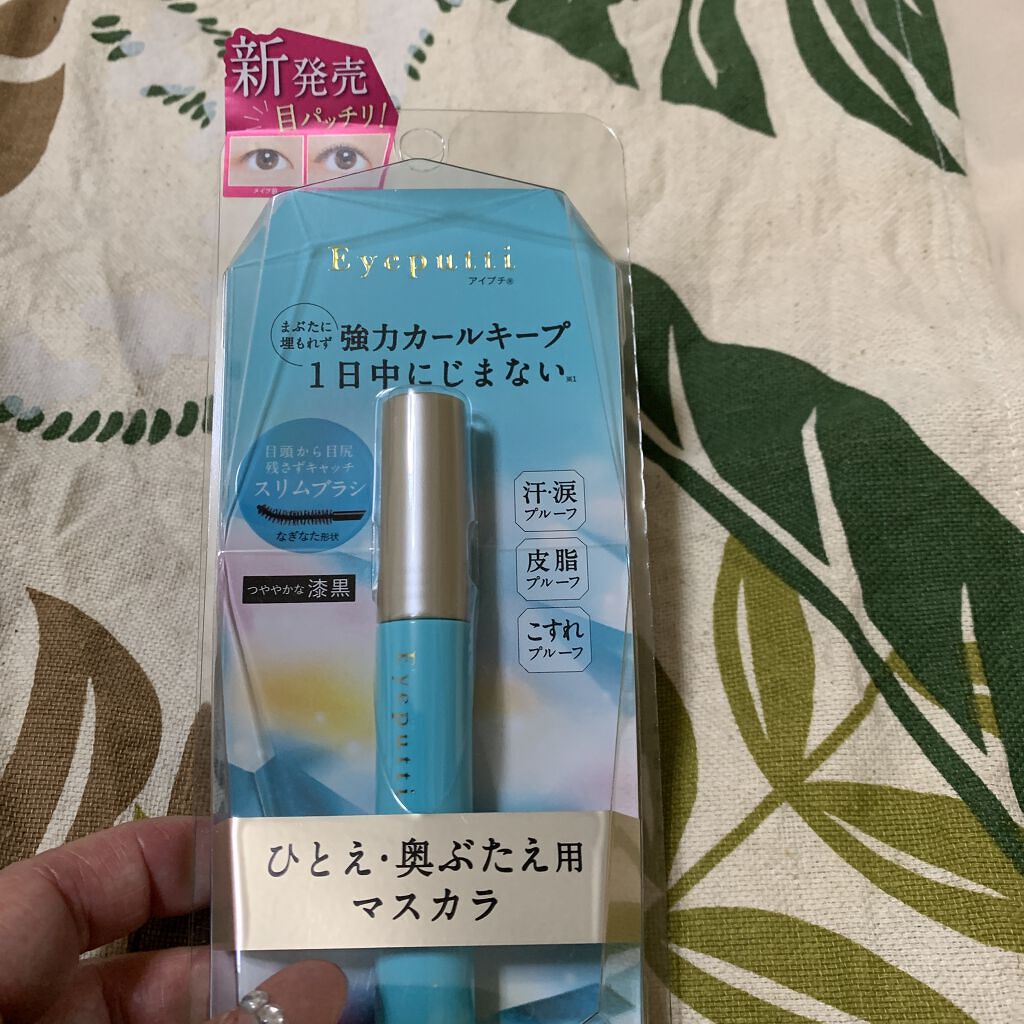 新発売
目パッチリ!
メイク前
Eyeputti
アイプチ®
まぶたに
埋もれず
強力カールキープ
1日中にじまない※1
目頭から目尻
残さずキャッチ
スリムブラシ
なぎなた形状
つややかな漆黒
汗・涙
プルーフ
皮脂
プルーフ
こすれ
プルーフ
Eyeputti
ひとえ・奥ぶたえ用
マスカラ